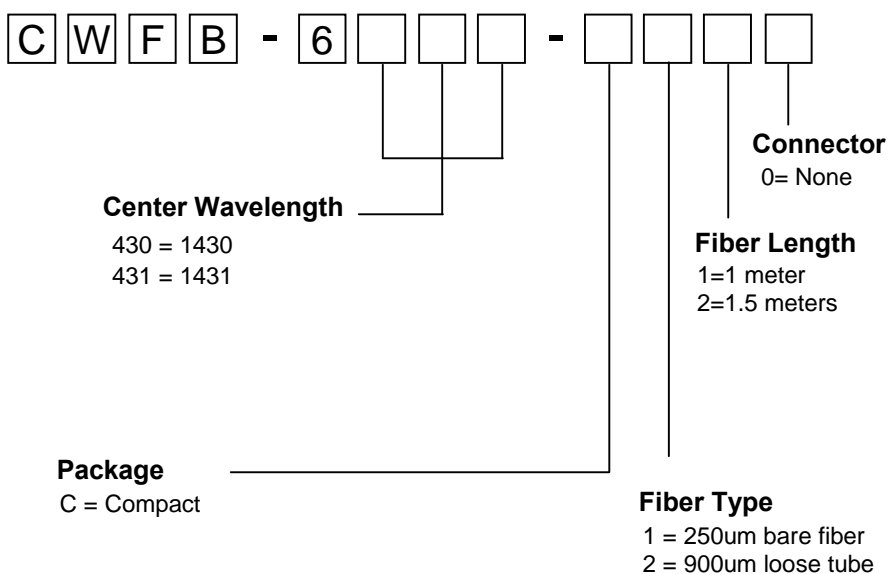 C W F B - 6 -
Connector
0= None
Center Wavelength
430 = 1430
431 = 1431
Fiber Length
1=1 meter
2=1.5 meters
Package
C = Compact
Fiber Type
1 = 250um bare fiber
2 = 900um loose tube